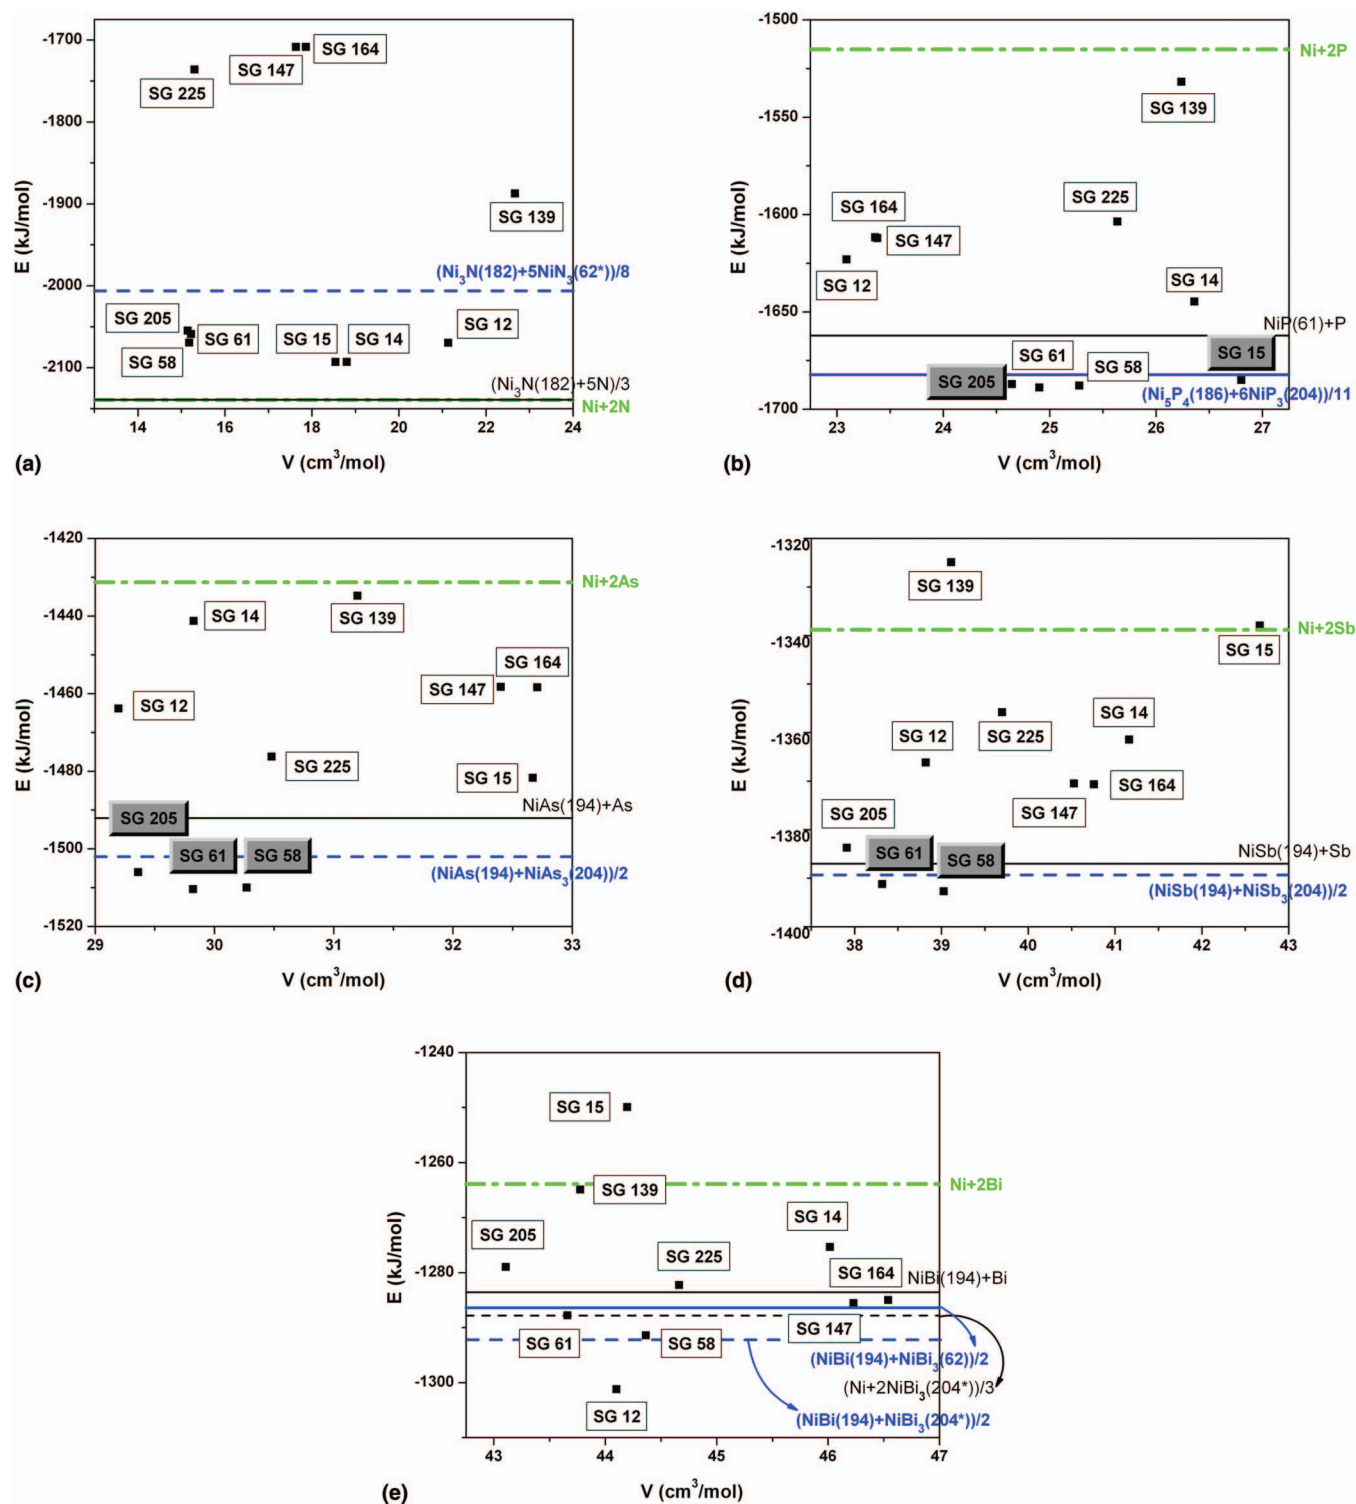 -1700
-1800
-1900
-2000
-2100
E (kJ/mol)
SG 164
SG 147
SG 225
SG 139
(Ni3N(182)+5NiN3(62*))/8
SG 205
SG 61
SG 15
SG 14
SG 12
SG 58
(Ni3N(182)+5N)/3
Ni+2N
14 16 18 20 22 24
V (cm3/mol)
(a)
-1500
-1550
-1600
-1650
-1700
E (kJ/mol)
Ni+2P
SG 139
SG 225
SG 164
SG 147
SG 12
SG 14
NiP(61)+P
SG 15
SG 61
SG 58
SG 205
(Ni5P4(186)+6NiP3(204))/11
23 24 25 26 27
V (cm3/mol)
(b)
-1420
-1440
-1460
-1480
-1500
-1520
E (kJ/mol)
Ni+2As
SG 14
SG 139
SG 164
SG 147
SG 12
SG 225
SG 15
NiAs(194)+As
SG 205
SG 61
SG 58
(NiAs(194)+NiAs3(204))/2
29 30 31 32 33
V (cm3/mol)
(c)
-1320
-1340
-1360
-1380
-1400
E (kJ/mol)
SG 139
Ni+2Sb
SG 15
SG 14
SG 12
SG 225
SG 164
SG 147
SG 205
SG 61
SG 58
NiSb(194)+Sb
(NiSb(194)+NiSb3(204))/2
38 39 40 41 42 43
V (cm3/mol)
(d)
-1240
-1260
-1280
-1300
E (kJ/mol)
SG 15
SG 139
Ni+2Bi
SG 14
SG 205
SG 225
SG 164
NiBi(194)+Bi
SG 61
SG 58
SG 147
(NiBi(194)+NiBi3(62))/2
(Ni+2NiBi3(204*))/3
SG 12
(NiBi(194)+NiBi3(204*))/2
43 44 45 46 47
V (cm3/mol)
(e)